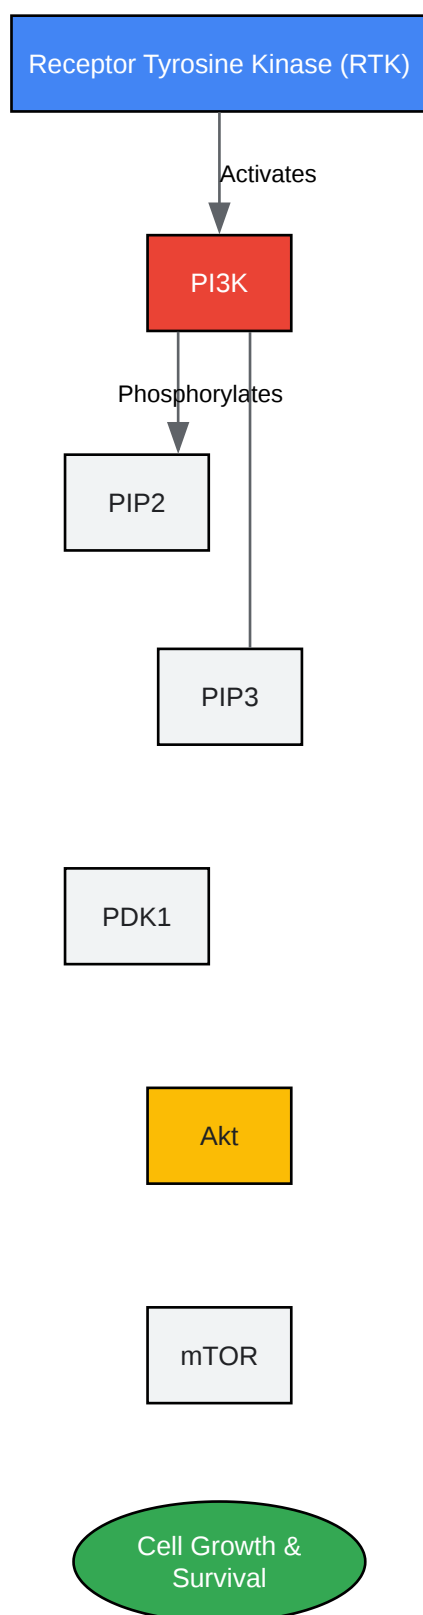 Receptor Tyrosine Kinase (RTK)
Activates
PI3K
Phosphorylates
PIP2
PIP3
PDK1
Akt
mTOR
Cell Growth &
Survival